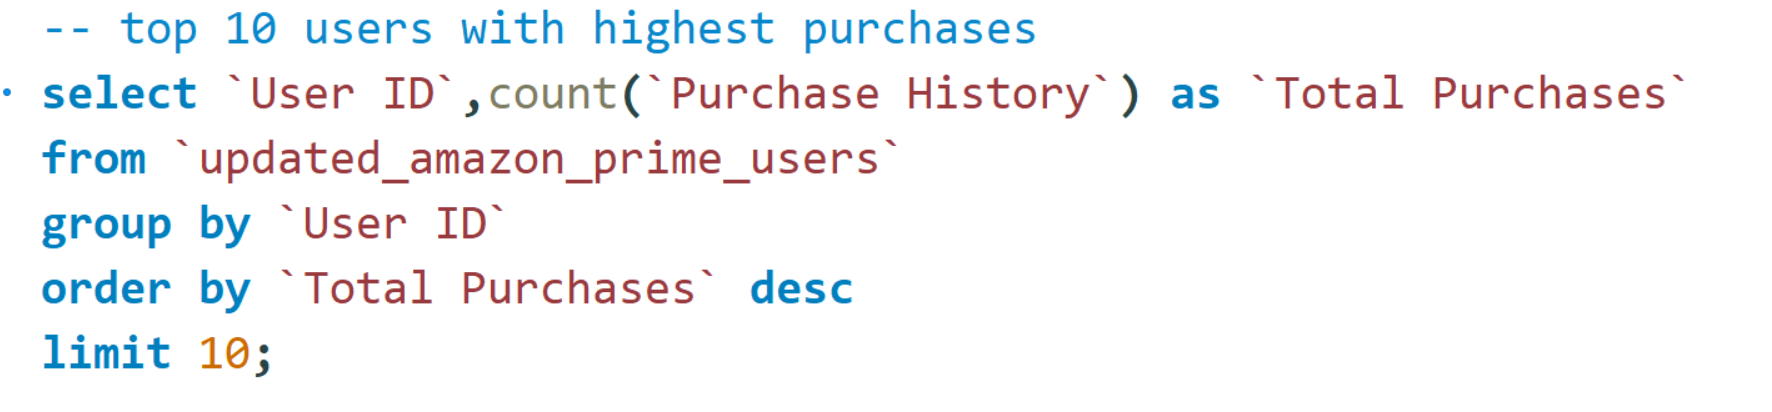 -- top 10 users with highest purchases
select `User ID`,count(`Purchase History`) as `Total Purchases`
from `updated_amazon_prime_users`
group by `User ID`
order by `Total Purchases` desc
limit 10;